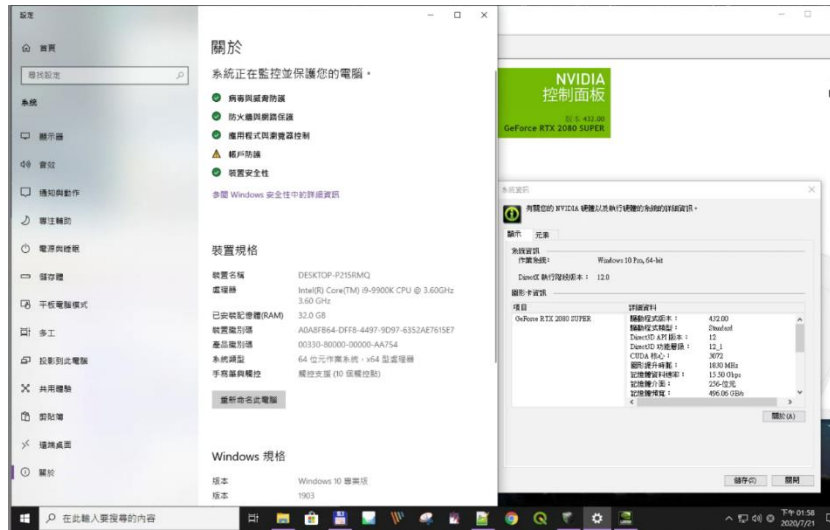 設定
首頁
尋找設定
系統
顯示器
音效
通知與動作
專注輔助
電源與睡眠
儲存體
平板電腦模式
多工
投影到此電腦
共用體驗
剪貼簿
遠端桌面
關於
關於
系統正在監控並保護您的電腦。
病毒與威脅防護
防火牆與網路保護
應用程式與瀏覽器控制
帳戶防護
裝置安全性
參閱 Windows 安全性中的詳細資訊
裝置規格
裝置名稱 DESKTOP-P215RMQ
處理器 Intel(R) Core(TM) i9-9900K CPU @ 3.60GHz
3.60 GHz
已安裝記憶體(RAM) 32.0 GB
裝置識別碼 A0A8FB64-DFF8-4497-9D97-6352AE7615E7
產品識別碼 00330-80000-00000-AA754
系統類型 64 位元作業系統，x64 型處理器
手寫筆與觸控 觸控支援 (10 個觸控點)
重新命名此電腦
Windows 規格
版本 Windows 10 專業版
版本 1903
NVIDIA
控制面板
版本 432.00
GeForce RTX 2080 SUPER
系統資訊
有關您的 NVIDIA 硬體以及執行硬體的系統的詳細資訊。
顯示 元素
系統資訊
作業系統： Windows 10 Pro, 64-bit
DirectX 執行階段版本： 12.0
圖形卡資訊
項目 詳細資料
GeForce RTX 2080 SUPER
驅動程式版本： 432.00
驅動程式類型： Standard
Direct3D API 版本： 12
Direct3D 功能層級： 12_1
CUDA 核心： 3072
圖形提升時脈： 1830 MHz
記憶體資料速率： 15.50 Gbps
記憶體介面： 256-位元
記憶體頻寬： 496.06 GB/s
關於(A)
儲存(S) 關閉
在此輸入要搜尋的內容
下午 01:58
2020/7/21